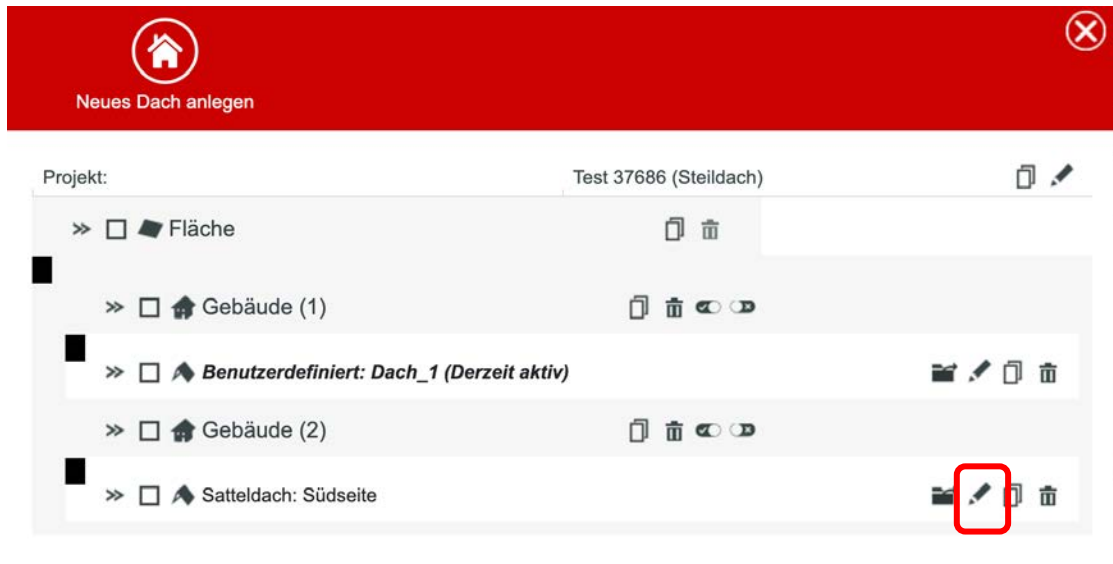 Neues Dach anlegen
Projekt: Test 37686 (Steildach)
Fläche
Gebäude (1)
Benutzerdefiniert: Dach_1 (Derzeit aktiv)
Gebäude (2)
Satteldach: Südseite